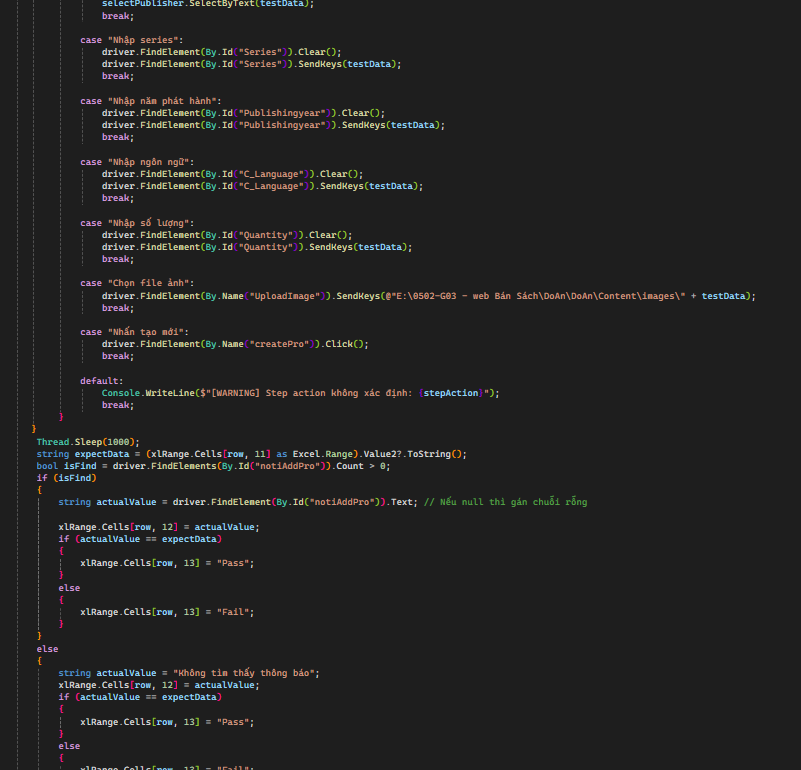 selectPublisher.SelectByText(testData);
break;
case "Nhập series":
driver.FindElement(By.Id("Series")).Clear();
driver.FindElement(By.Id("Series")).SendKeys(testData);
break;
case "Nhập năm phát hành":
driver.FindElement(By.Id("Publishingyear")).Clear();
driver.FindElement(By.Id("Publishingyear")).SendKeys(testData);
break;
case "Nhập ngôn ngữ":
driver.FindElement(By.Id("C_Language")).Clear();
driver.FindElement(By.Id("C_Language")).SendKeys(testData);
break;
case "Nhập số lượng":
driver.FindElement(By.Id("Quantity")).Clear();
driver.FindElement(By.Id("Quantity")).SendKeys(testData);
break;
case "Chọn file ảnh":
driver.FindElement(By.Name("UploadImage")).SendKeys(@"E:\0502-G03 - web Bán Sách\DoAn\DoAn\Content\images\" + testData);
break;
case "Nhấn tạo mới":
driver.FindElement(By.Name("createPro")).Click();
break;
default:
Console.WriteLine($"[WARNING] Step action không xác định: {stepAction}");
break;
}
}
Thread.Sleep(1000);
string expectData = (xlRange.Cells[row, 11] as Excel.Range).Value2?.ToString();
bool isFind = driver.FindElements(By.Id("notiAddPro")).Count > 0;
if (isFind)
{
string actualValue = driver.FindElement(By.Id("notiAddPro")).Text; // Nếu null thì gán chuỗi rỗng
xlRange.Cells[row, 12] = actualValue;
if (actualValue == expectData)
{
xlRange.Cells[row, 13] = "Pass";
}
else
{
xlRange.Cells[row, 13] = "Fail";
}
}
else
{
string actualValue = "Không tìm thấy thông báo";
xlRange.Cells[row, 12] = actualValue;
if (actualValue == expectData)
{
xlRange.Cells[row, 13] = "Pass";
}
else
{
xlRange.Cells[row, 13] = "Fail";